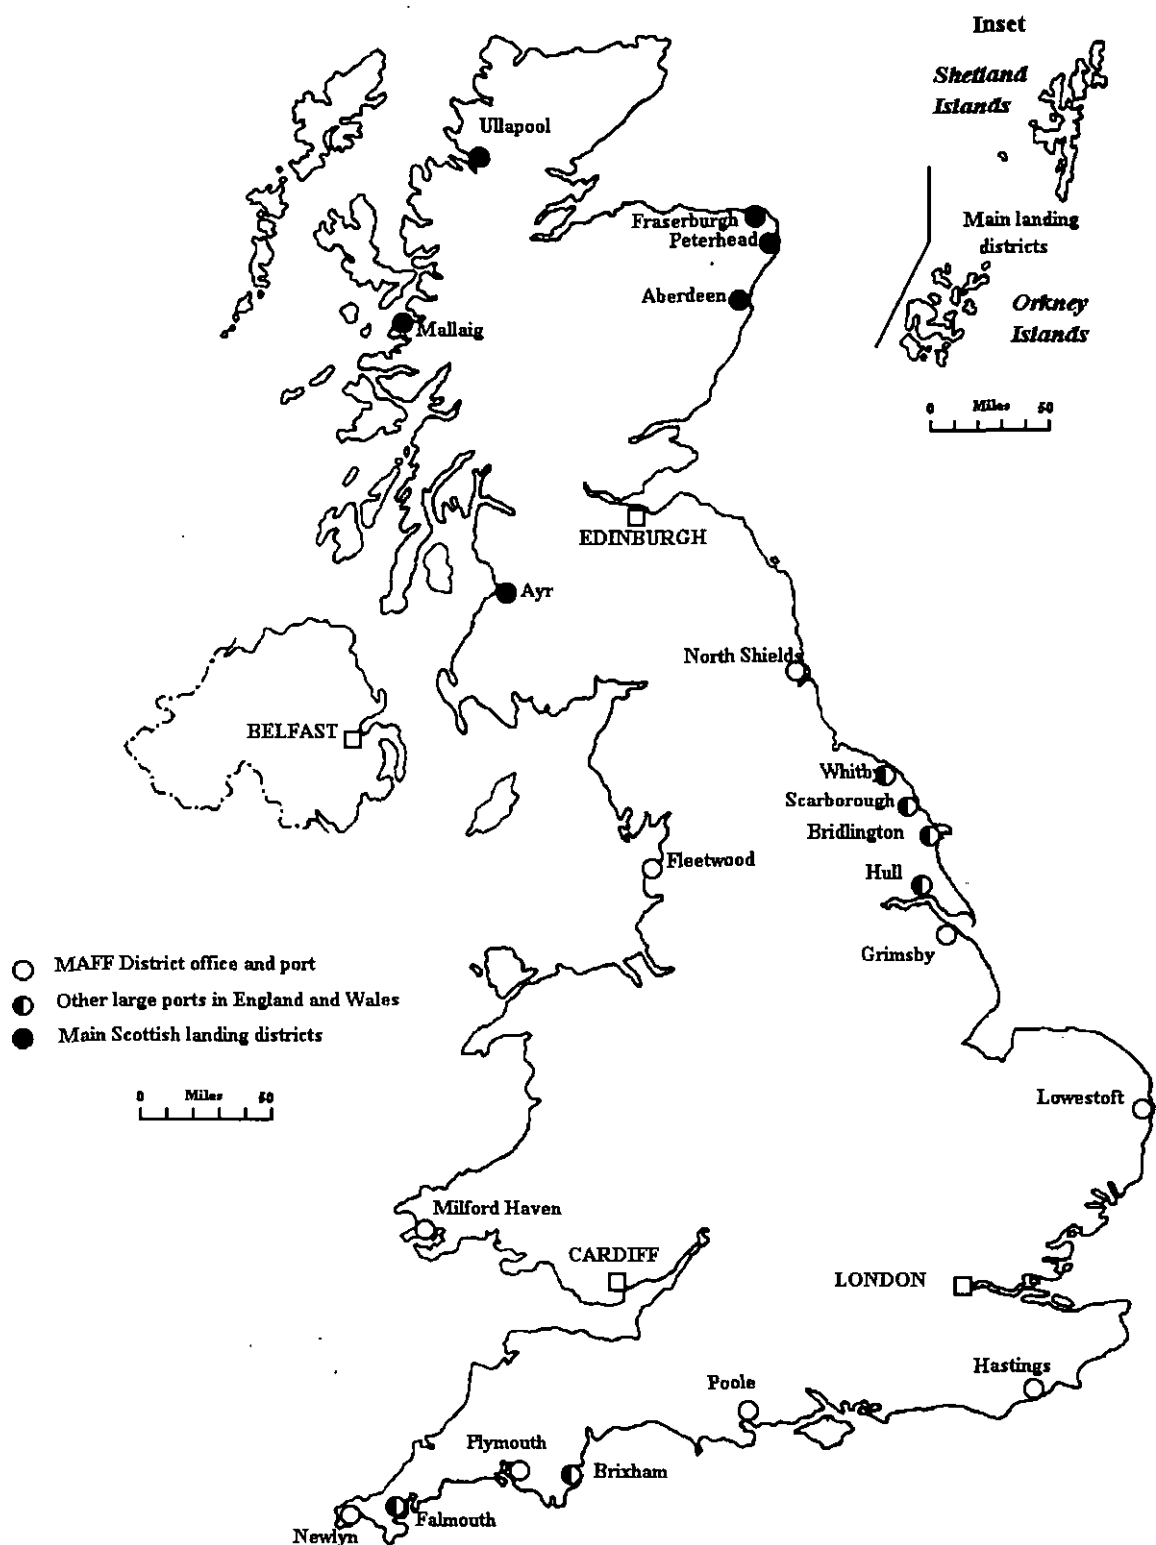 Inset
Shetland
Islands
Ullapool
Main landing
districts
Fraserburgh
Peterhead
Aberdeen
Orkney
Islands
Mallaig
0 Miles 50
EDINBURGH
Ayr
North Shields
BELFAST
Whitby
Scarborough
Bridlington
Fleetwood
Hull
Grimsby
MAFF District office and port
Other large ports in England and Wales
Main Scottish landing districts
0 Miles 50
Lowestoft
Milford Haven
CARDIFF
LONDON
Hastings
Poole
Plymouth
Brixham
Falmouth
Newlyn